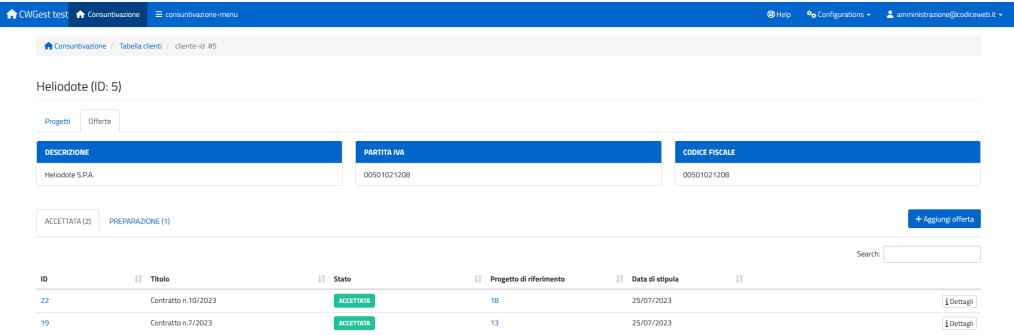 CWGest test Consuntivazione consuntivazione-menu Help Configurations amministrazione@codiceweb.it
Consuntivazione / Tabella clienti / cliente-id #5
Heliodote (ID: 5)
Progetti Offerte
DESCRIZIONE PARTITA IVA CODICE FISCALE
Heliodote S.P.A. 00501021208 00501021208
ACCETTATA (2) PREPARAZIONE (1) + Aggiungi offerta
Search:
ID Titolo Stato Progetto di riferimento Data di stipula
22 Contratto n.10/2023 ACCETTATA 18 25/07/2023 Dettagli
19 Contratto n.7/2023 ACCETTATA 13 25/07/2023 Dettagli